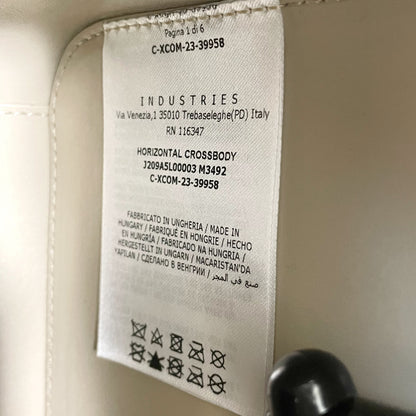 Pagina 1 di 6
C-XCOM-23-39958
INDUSTRIES
Via Venezia,1 35010 Trebaseleghe(PD) Italy
RN 116347
HORIZONTAL CROSSBODY
J209A5L00003 M3492
C-XCOM-23-39958
FABBRICATO IN UNGHERIA / MADE IN
HUNGARY / FABRIQUÉ EN HONGRIE / HECHO
EN HUNGRÍA / FABRICADO NA HUNGRIA /
HERGESTELLT IN UNGARN / MACARISTAN'DA
YAPILAN / СДЕЛАНО В ВЕНГРИИ /
صنع في المجر /